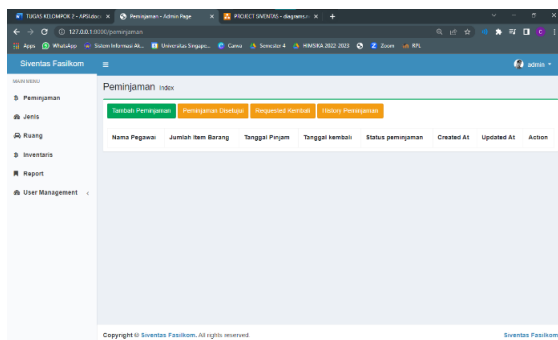 TUGAS KELOMPOK 2 - APSI.doc
Peminjaman - Admin Page
PROJECT SIVENTAS - diagrams.n
127.0.0.1:8000/peminjaman
Apps
WhatsApp
Sistem Informasi Ak...
Universitas Singape...
Canva
Semester 4
HIMSIKA 2022 2023
Zoom
RPL
Siventas Fasilkom
admin
MAIN MENU
Peminjaman
Jenis
Ruang
Inventaris
Report
User Management
Peminjaman Index
Tambah Peminjaman
Peminjaman Disetujui
Requested Kembali
History Peminjaman
Nama Pegawai Jumlah Item Barang Tanggal Pinjam Tanggal kembali Status peminjaman Created At Updated At Action
Copyright © Siventas Fasilkom. All rights reserved.
Siventas Fasilkom